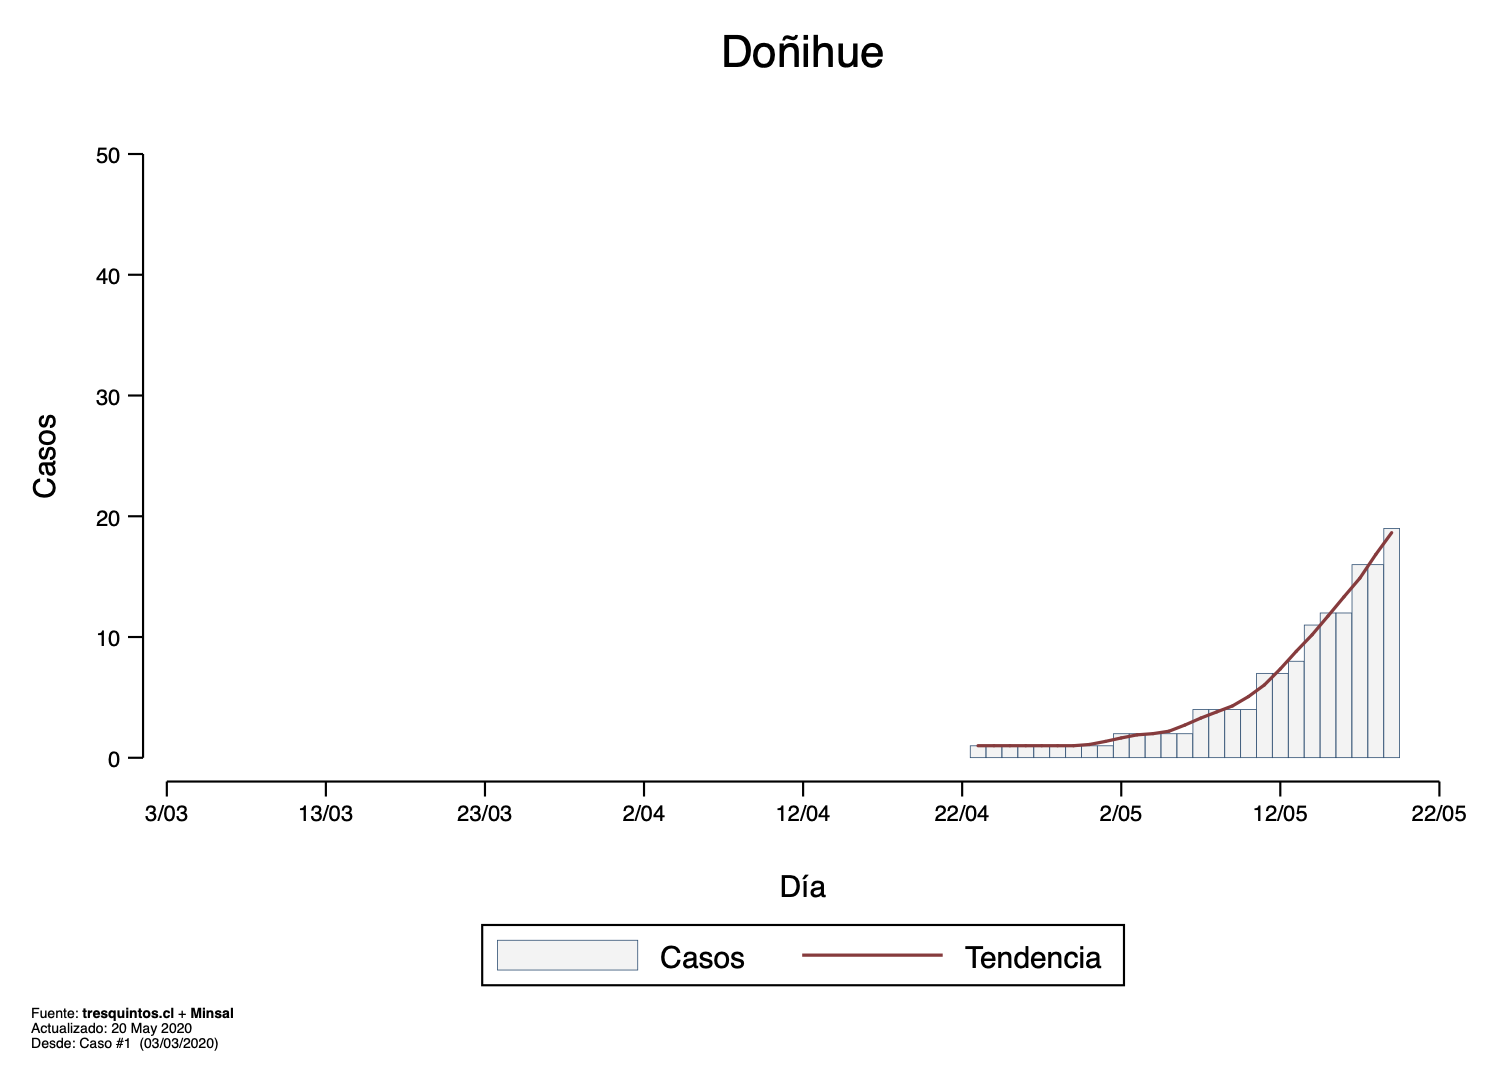 Doñihue
50
40
30
20
10
0
Casos
3/03 13/03 23/03 2/04 12/04 22/04 2/05 12/05 22/05
Día
Casos Tendencia
Fuente: tresquintos.cl + Minsal
Actualizado: 20 May 2020
Desde: Caso #1 (03/03/2020)